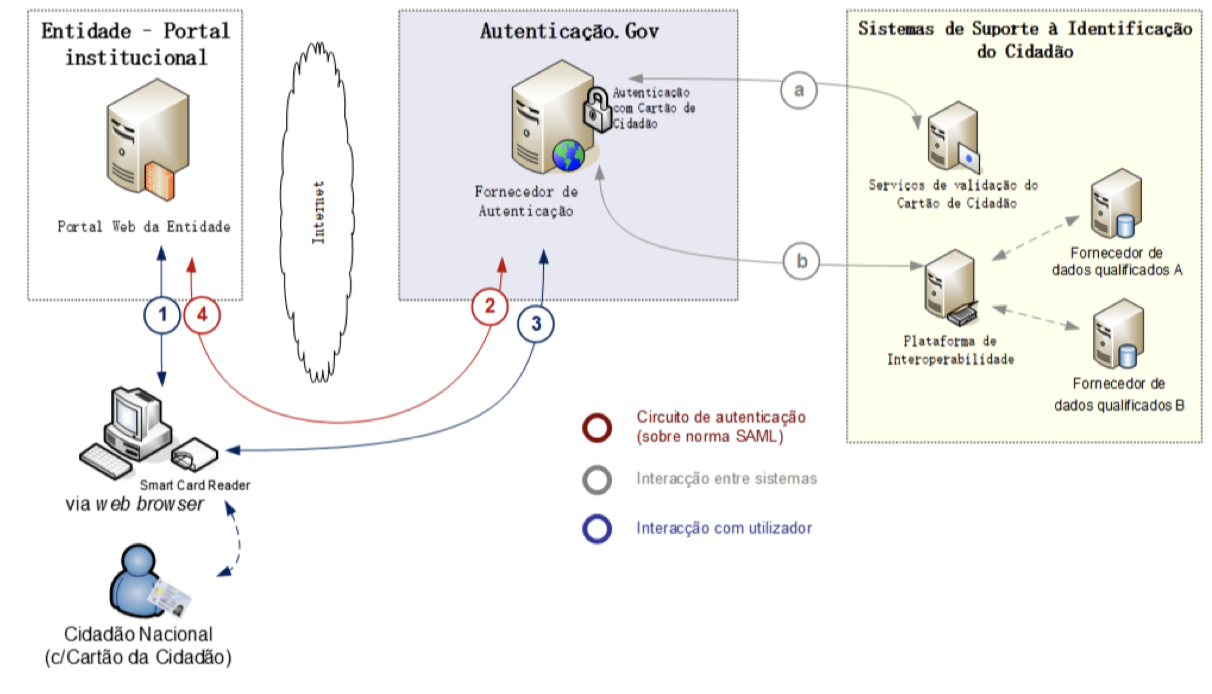 Entidade - Portal
institucional
Portal Web da Entidade
Internet
Autenticação.Gov
Autenticação
com Cartão de
Cidadão
Fornecedor de
Autenticação
Sistemas de Suporte à Identificação
do Cidadão
a
Serviços de validação do
Cartão de Cidadão
b
Fornecedor de
dados qualificados A
Plataforma de
Interoperabilidade
Fornecedor de
dados qualificados B
1
4
2
3
Smart Card Reader
via web browser
Cidadão Nacional
(c/Cartão da Cidadão)
Circuito de autenticação
(sobre norma SAML)
Interacção entre sistemas
Interacção com utilizador